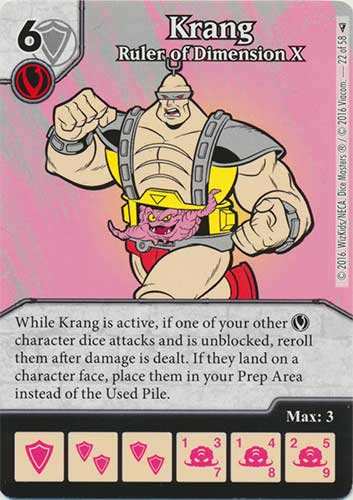 6
Krang
Ruler of Dimension X
© 2016. WizKids/NECA. Dice Masters ® / © 2016 Viacom. — 22 of 58
While Krang is active, if one of your other
character dice attacks and is unblocked, reroll
them after damage is dealt. If they land on a
character face, place them in your Prep Area
instead of the Used Pile.
Max: 3
1 3 7
1 4 8
2 5 9